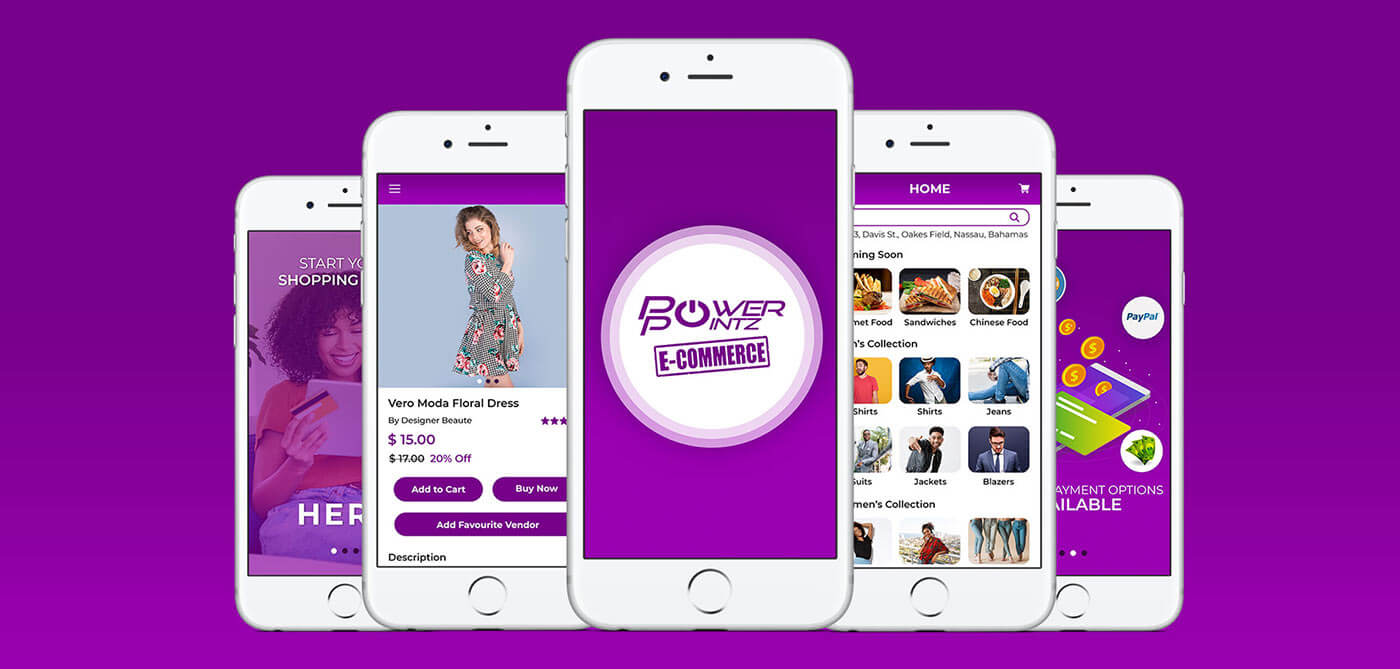 START YO
SHOPPING
HER
Vero Moda Floral Dress
By Designer Beaute
$ 15.00
$ 17.00 20% Off
Add to Cart
Buy Now
Add Favourite Vendor
Description
POWER
POINTZ
E-COMMERCE
HOME
3, Davis St., Oakes Field, Nassau, Bahamas
ning Soon
met Food Sandwiches Chinese Food
n's Collection
Shirts Shirts Jeans
Suits Jackets Blazers
men's Collection
PayPal
AYMENT OPTIONS
AILABLE